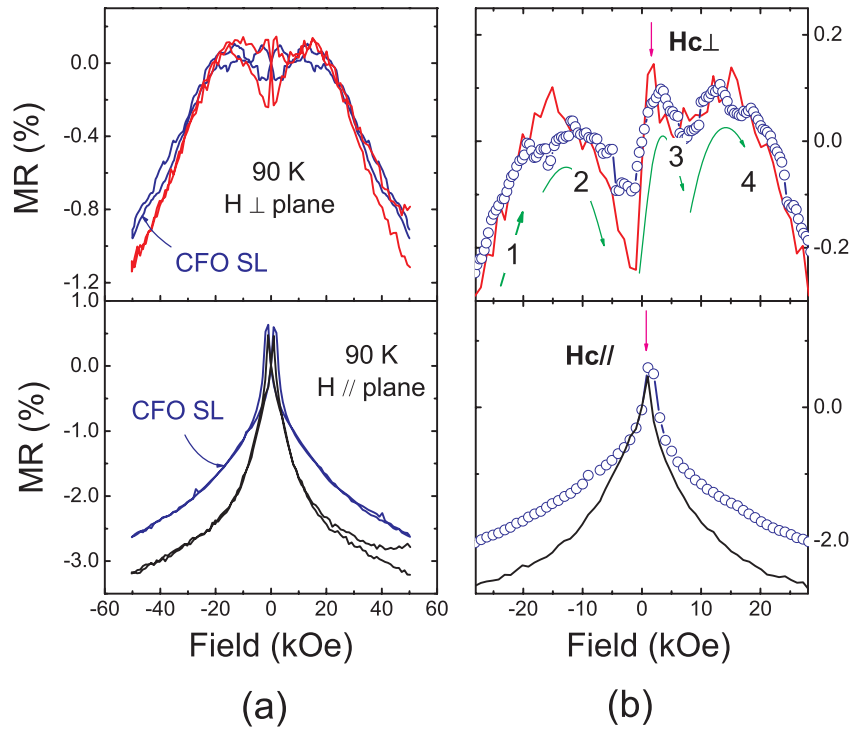 0.0
-0.4
-0.8
-1.2
MR (%)
90 K
H ⊥ plane
CFO SL
1.0
0.0
-1.0
-2.0
-3.0
MR (%)
90 K
H // plane
CFO SL
-60 -40 -20 0 20 40 60
Field (kOe)
(a)
Hc⊥
1
2
3
4
0.2
0.0
-0.2
Hc//
0.0
-2.0
-20 -10 0 10 20
Field (kOe)
(b)